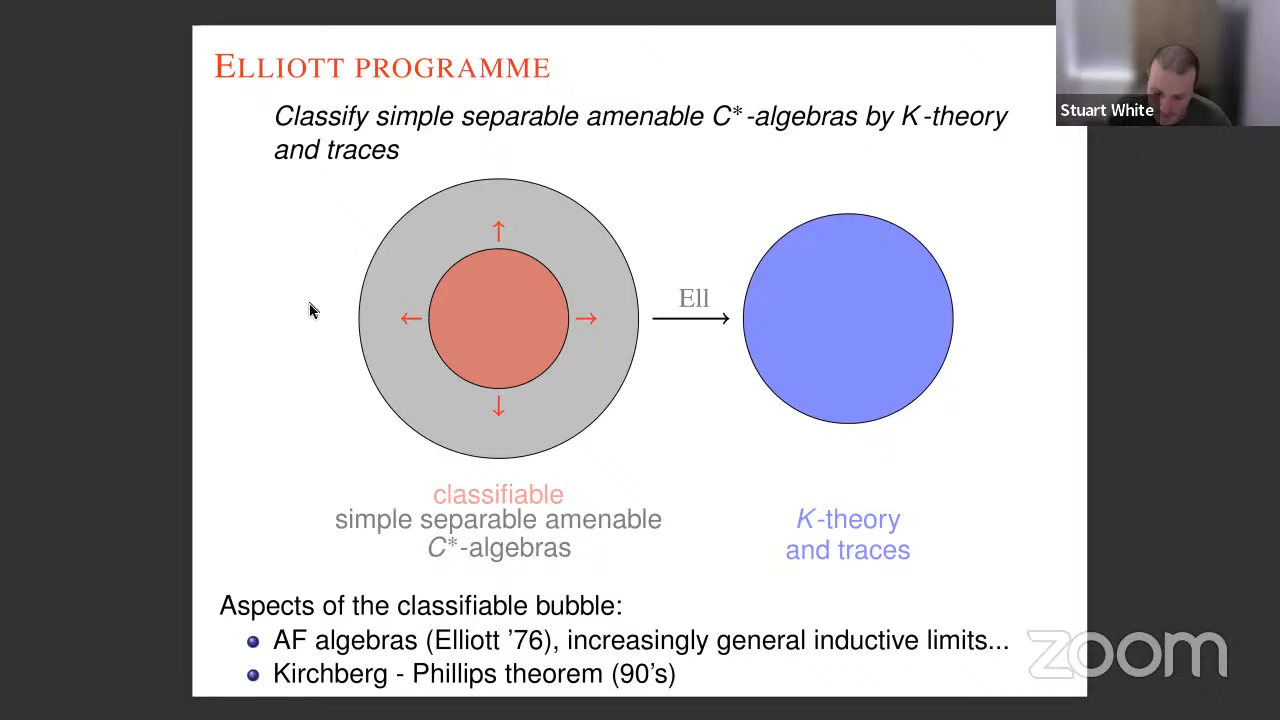 ELLIOTT PROGRAMME
Stuart White
Classify simple separable amenable C*-algebras by K-theory
and traces
↑
← →
Ell
↓
classifiable
simple separable amenable
C*-algebras
K-theory
and traces
Aspects of the classifiable bubble:
AF algebras (Elliott '76), increasingly general inductive limits...
Kirchberg - Phillips theorem (90's)
zoom